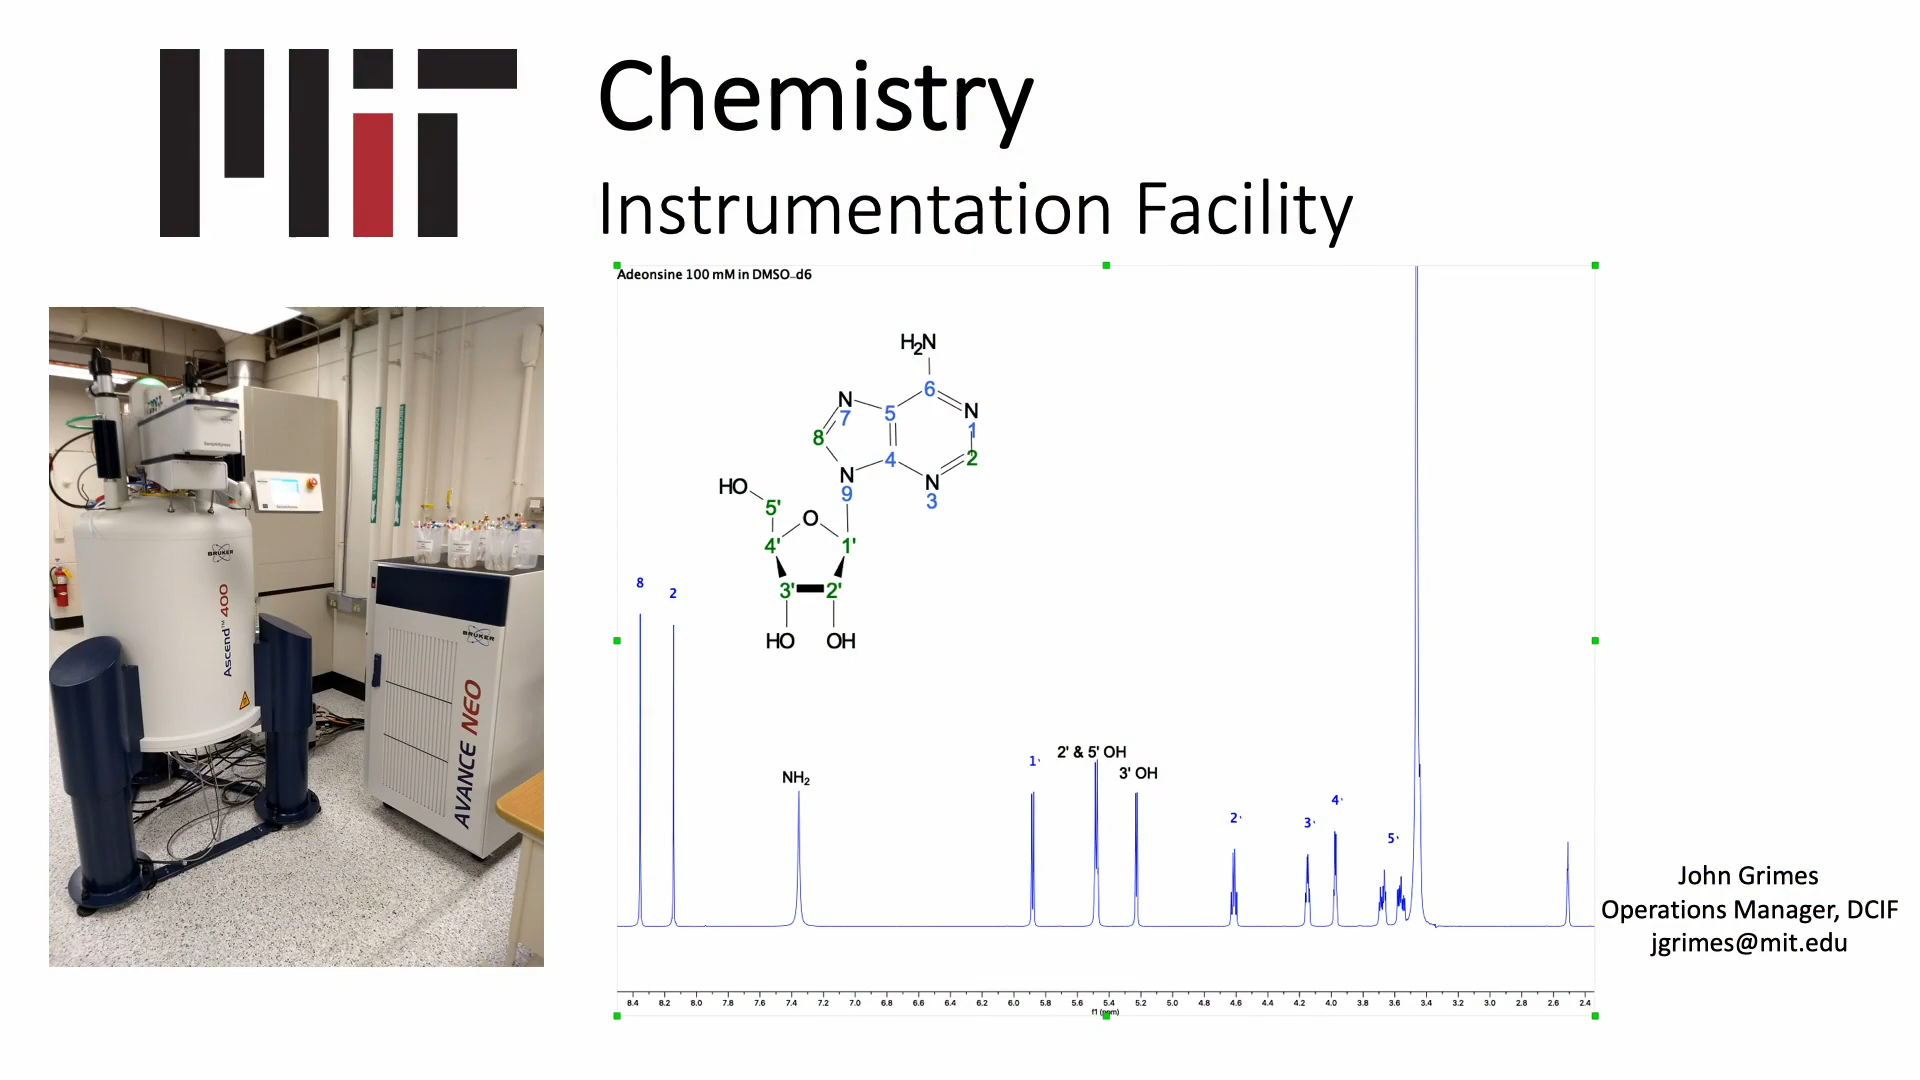 MIT
Chemistry
Instrumentation Facility
Adeonsine 100 mM in DMSO_d6
H2N
6
N
7
5
N
1
8
4
2
N
9
N
3
HO
5'
O
4'
1'
3'
2'
HO
OH
8
2
NH2
1'
2' & 5' OH
3' OH
2'
3'
4'
5'
8.4 8.2 8.0 7.8 7.6 7.4 7.2 7.0 6.8 6.6 6.4 6.2 6.0 5.8 5.6 5.4 5.2 5.0 4.8 4.6 4.4 4.2 4.0 3.8 3.6 3.4 3.2 3.0 2.8 2.6 2.4
f1 (ppm)
BRUKER
Ascend™ 400
BRUKER
AVANCE NEO
John Grimes
Operations Manager, DCIF
jgrimes@mit.edu